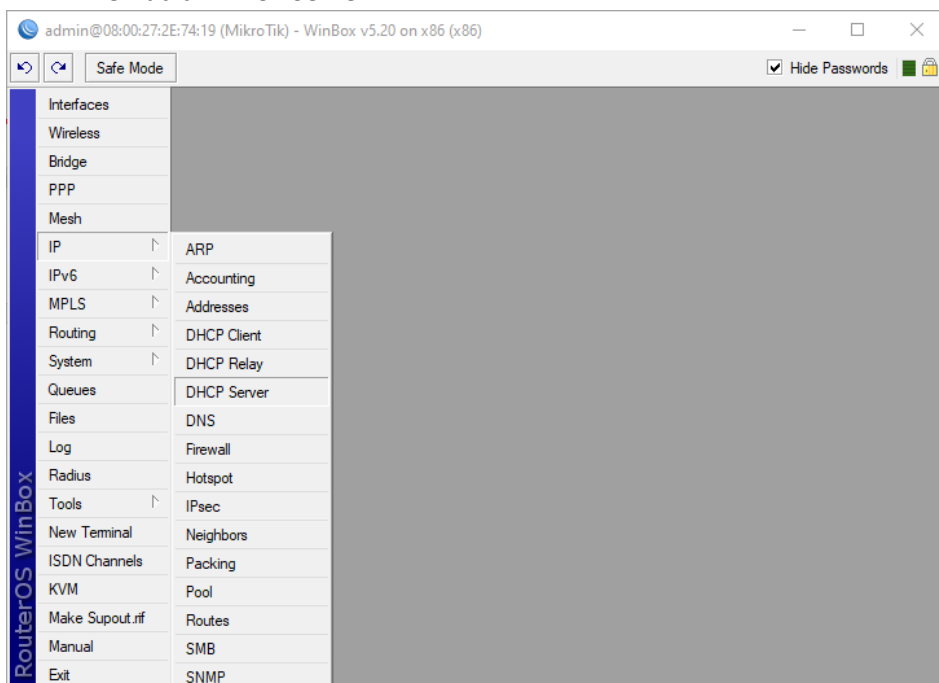 admin@08:00:27:2E:74:19 (MikroTik) - WinBox v5.20 on x86 (x86)
Safe Mode
Hide Passwords
Interfaces
Wireless
Bridge
PPP
Mesh
IP
IPv6
MPLS
Routing
System
Queues
Files
Log
Radius
Tools
New Terminal
ISDN Channels
KVM
Make Supout.rif
Manual
Exit
ARP
Accounting
Addresses
DHCP Client
DHCP Relay
DHCP Server
DNS
Firewall
Hotspot
IPsec
Neighbors
Packing
Pool
Routes
SMB
SNMP
RouterOS WinBox